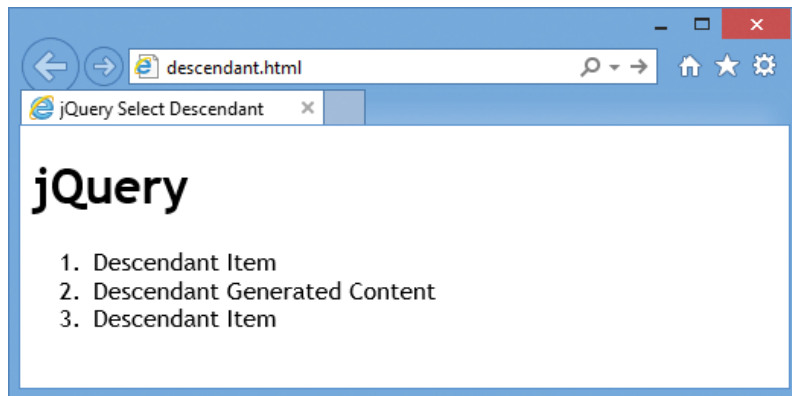 descendant.html
jQuery Select Descendant
jQuery
1. Descendant Item
2. Descendant Generated Content
3. Descendant Item